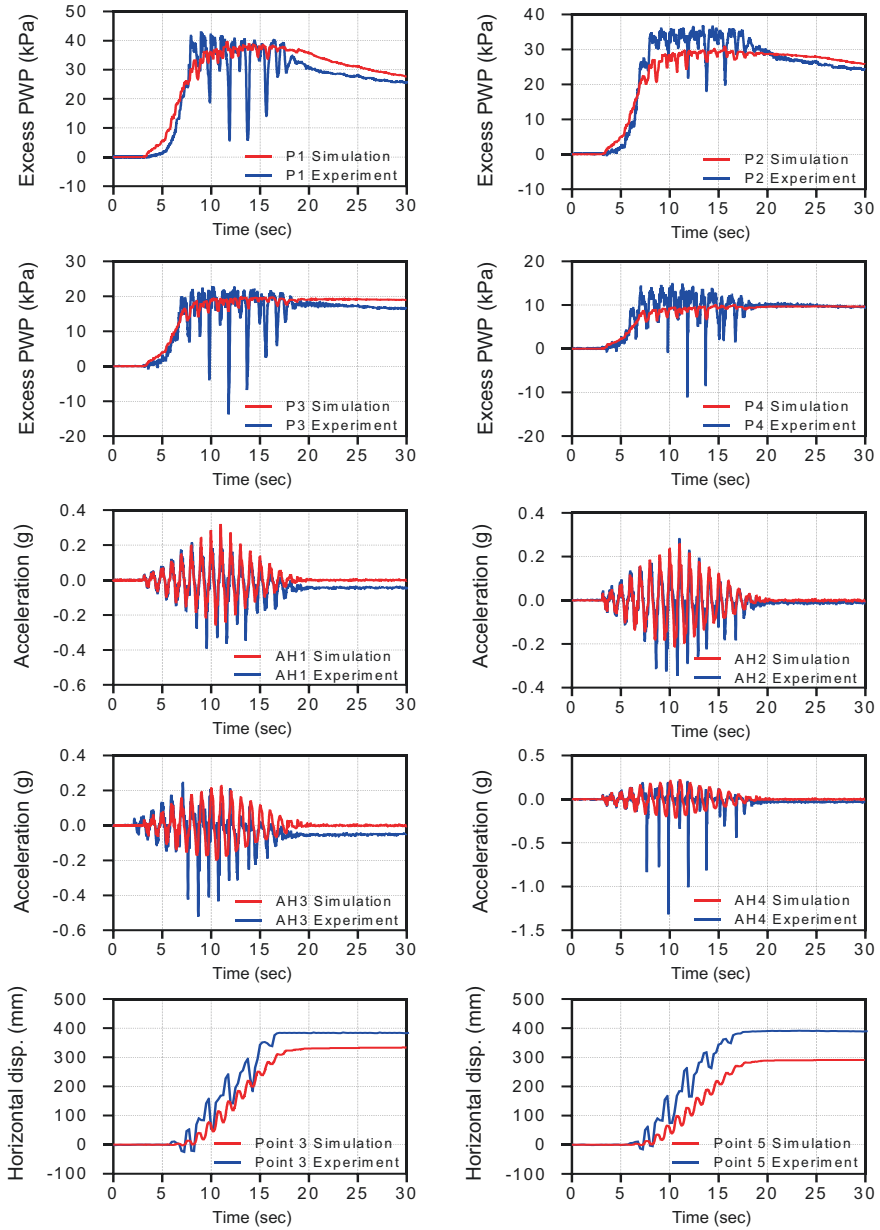 Excess PWP (kPa)
50
40
30
20
10
0
-10
P1 Simulation
P1 Experiment
0 5 10 15 20 25 30
Time (sec)
Excess PWP (kPa)
40
30
20
10
0
-10
P2 Simulation
P2 Experiment
0 5 10 15 20 25 30
Time (sec)
Excess PWP (kPa)
30
20
10
0
-10
-20
P3 Simulation
P3 Experiment
0 5 10 15 20 25 30
Time (sec)
Excess PWP (kPa)
20
10
0
10
-20
P4 Simulation
P4 Experiment
0 5 10 15 20 25 30
Time (sec)
Acceleration (g)
0.4
0.2
0.0
-0.2
-0.4
-0.6
AH1 Simulation
AH1 Experiment
0 5 10 15 20 25 30
Time (sec)
Acceleration (g)
0.4
0.2
0.0
-0.2
-0.4
AH2 Simulation
AH2 Experiment
0 5 10 15 20 25 30
Time (sec)
Acceleration (g)
0.4
0.2
0.0
-0.2
-0.4
-0.6
AH3 Simulation
AH3 Experiment
0 5 10 15 20 25 30
Time (sec)
Acceleration (g)
0.5
0.0
-0.5
-1.0
-1.5
AH4 Simulation
AH4 Experiment
0 5 10 15 20 25 30
Time (sec)
Horizontal disp. (mm)
500
400
300
200
100
0
-100
Point 3 Simulation
Point 3 Experiment
0 5 10 15 20 25 30
Time (sec)
Horizontal disp. (mm)
500
400
300
200
100
0
-100
Point 5 Simulation
Point 5 Experiment
0 5 10 15 20 25 30
Time (sec)